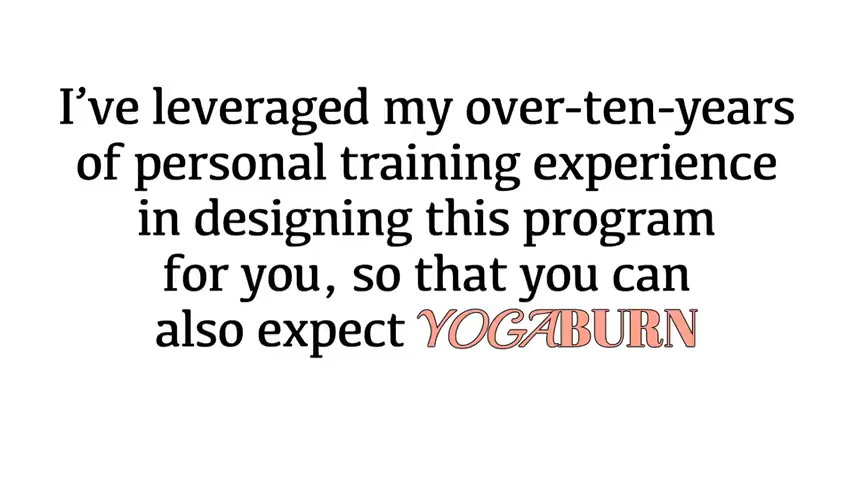 I’ve leveraged my over-ten-years
of personal training experience
in designing this program
for you, so that you can
also expect YOGABURN